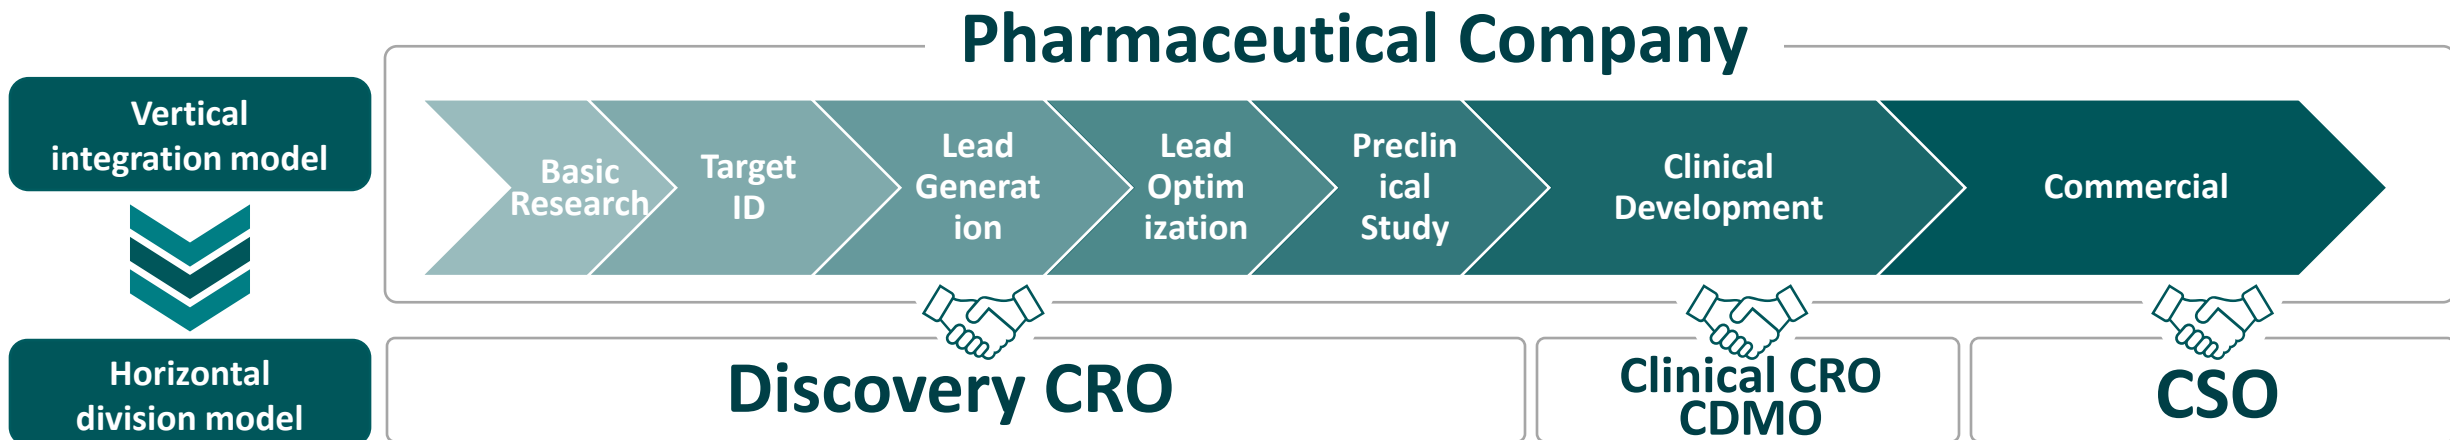 Pharmaceutical Company
Vertical
integration model
Basic
Research
Target
ID
Lead
Generat
ion
Lead
Optim
ization
Preclin
ical
Study
Clinical
Development
Commercial
Horizontal
division model
Discovery CRO
Clinical CRO
CDMO
CSO